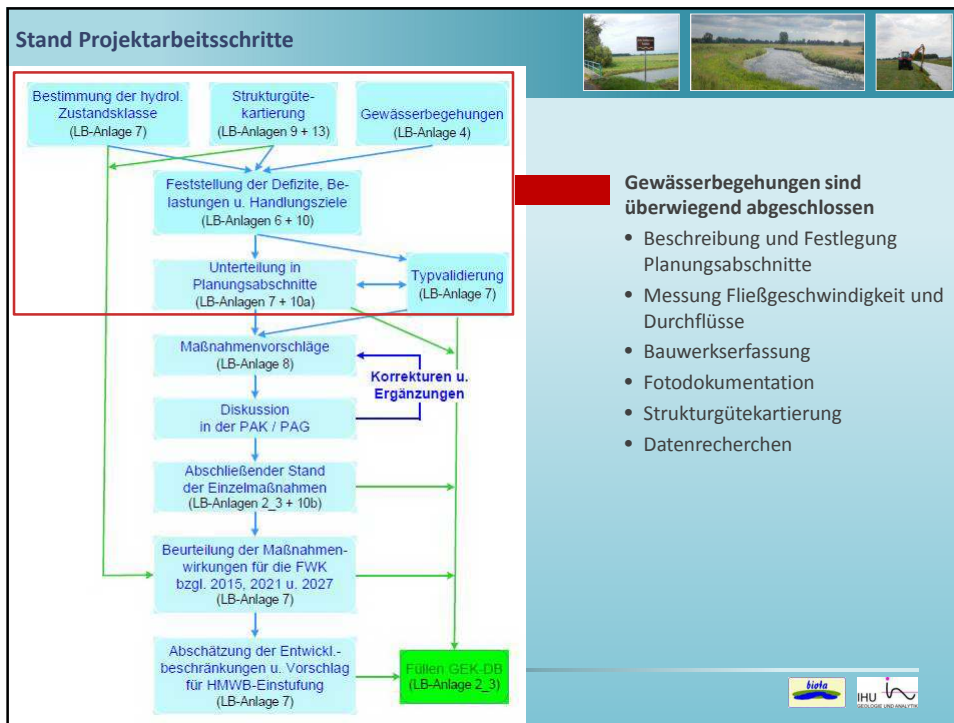 Stand Projektarbeitsschritte
Bestimmung der hydrol.
Zustandsklasse
(LB-Anlage 7)
Strukturgüte-
kartierung
(LB-Anlagen 9 + 13)
Gewässerbegehungen
(LB-Anlage 4)
Feststellung der Defizite, Be-
lastungen u. Handlungsziele
(LB-Anlagen 6 + 10)
Unterteilung in
Planungsabschnitte
(LB-Anlagen 7 + 10a)
Typvalidierung
(LB-Anlage 7)
Maßnahmenvorschläge
(LB-Anlage 8)
Korrekturen u.
Ergänzungen
Diskussion
in der PAK / PAG
Abschließender Stand
der Einzelmaßnahmen
(LB-Anlagen 2_3 + 10b)
Beurteilung der Maßnahmen-
wirkungen für die FWK
bzgl. 2015, 2021 u. 2027
(LB-Anlage 7)
Abschätzung der Entwickl.-
beschränkungen u. Vorschlag
für HMWB-Einstufung
(LB-Anlage 7)
Füllen GEK-DB
(LB-Anlage 2_3)
Gewässerbegehungen sind
überwiegend abgeschlossen
• Beschreibung und Festlegung
Planungsabschnitte
• Messung Fließgeschwindigkeit und
Durchflüsse
• Bauwerkserfassung
• Fotodokumentation
• Strukturgütekartierung
• Datenrecherchen
biota
IHU
GEOLOGIE UND ANALYTIK